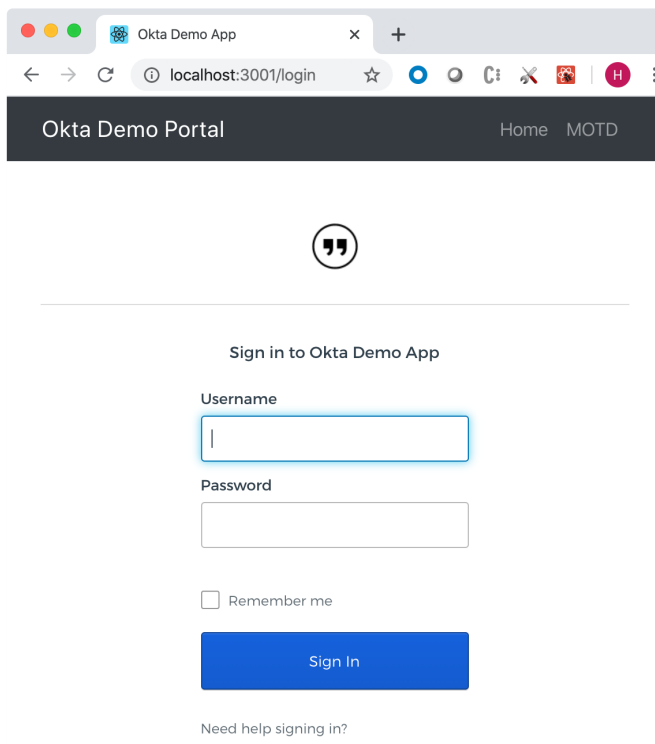 Okta Demo App
localhost:3001/login
H
Okta Demo Portal
Home MOTD
Sign in to Okta Demo App
Username
Password
Remember me
Sign In
Need help signing in?